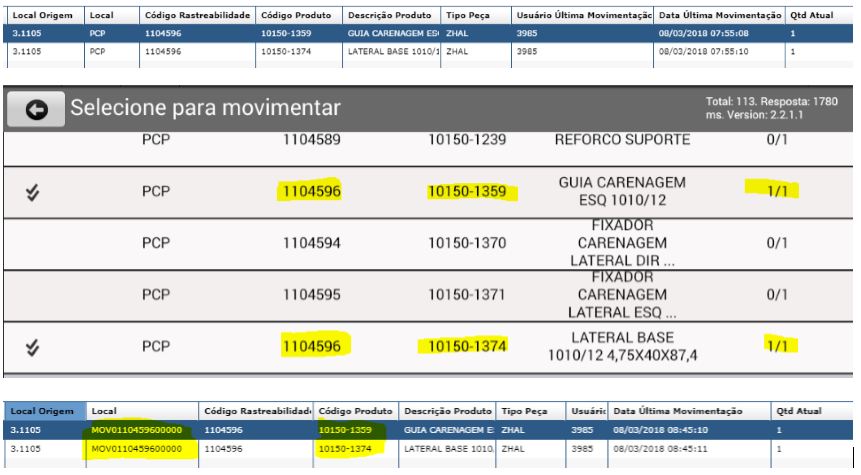 Local Origem Local Código Rastreabilidade Código Produto Descrição Produto Tipo Peça Usuário Última Movimentaçã Data Última Movimentação Qtd Atual
3.1105 PCP 1104596 10150-1359 GUIA CARENAGEM ES ZHAL 3985 08/03/2018 07:55:08 1
3.1105 PCP 1104596 10150-1374 LATERAL BASE 1010/1 ZHAL 3985 08/03/2018 07:55:10 1
Selecione para movimentar
Total: 113. Resposta: 1780
ms. Version: 2.2.1.1
PCP 1104589 10150-1239 REFORCO SUPORTE 0/1
PCP 1104596 10150-1359 GUIA CARENAGEM 1/1
ESQ 1010/12
PCP 1104594 10150-1370 FIXADOR 0/1
CARENAGEM
LATERAL DIR ...
PCP 1104595 10150-1371 FIXADOR 0/1
CARENAGEM
LATERAL ESQ ...
PCP 1104596 10150-1374 LATERAL BASE 1/1
1010/12 4,75X40X87,4
Local Origem Local Código Rastreabilidad Código Produto Descrição Produto Tipo Peça Usuári Data Última Movimentação Qtd Atual
3.1105 MOV0110459600000 1104596 10150-1359 GUIA CARENAGEM E ZHAL 3985 08/03/2018 08:45:10 1
3.1105 MOV0110459600000 1104596 10150-1374 LATERAL BASE 1010 ZHAL 3985 08/03/2018 08:45:11 1